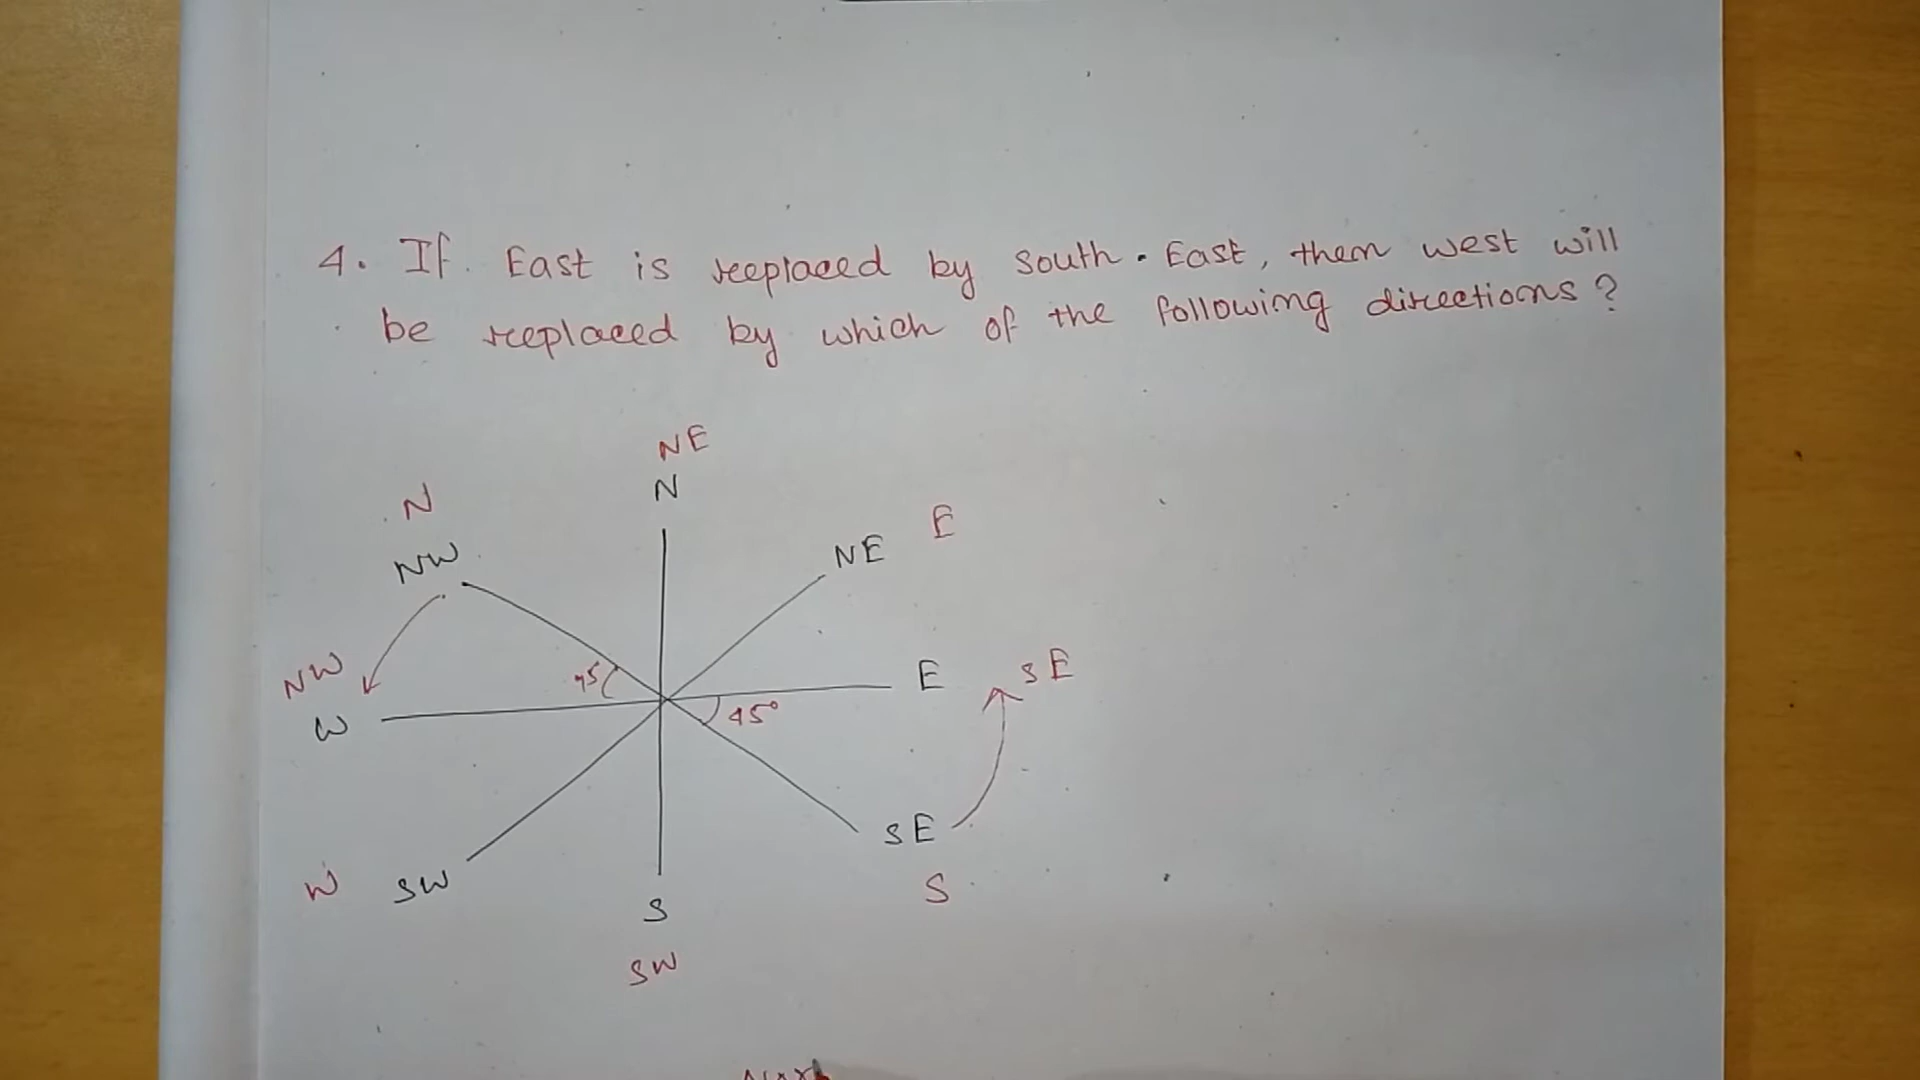 4. If East is replaced by South-East, then west will
be replaced by which of the following directions?
NE
N
N
E
NW
NE
NW
SE
E
45
W
45°
SE
W
SW
S
S
SW